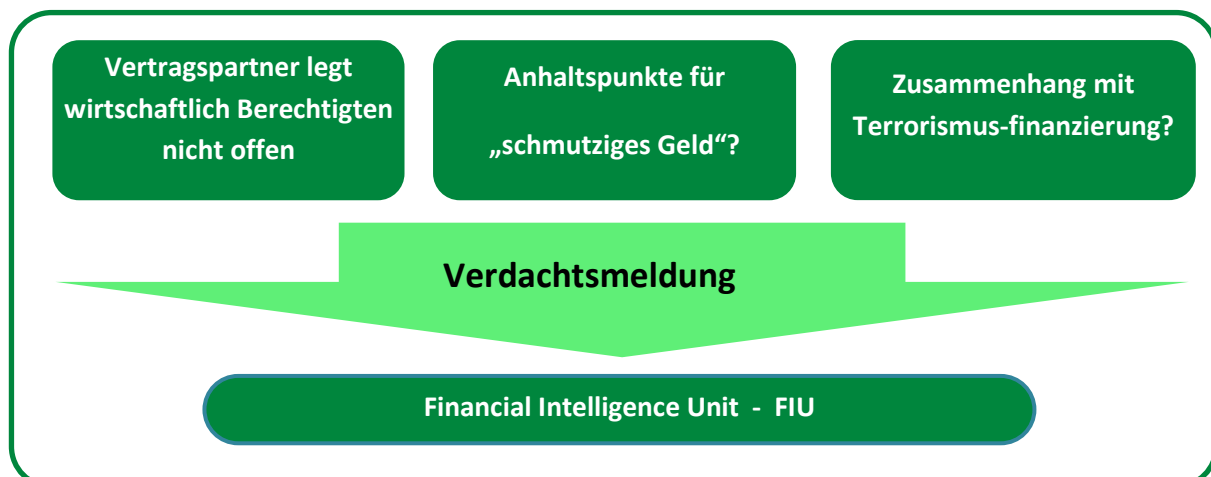 Vertragspartner legt
wirtschaftlich Berechtigten
nicht offen
Anhaltspunkte für
„schmutziges Geld“?
Zusammenhang mit
Terrorismus-finanzierung?
Verdachtsmeldung
Financial Intelligence Unit - FIU